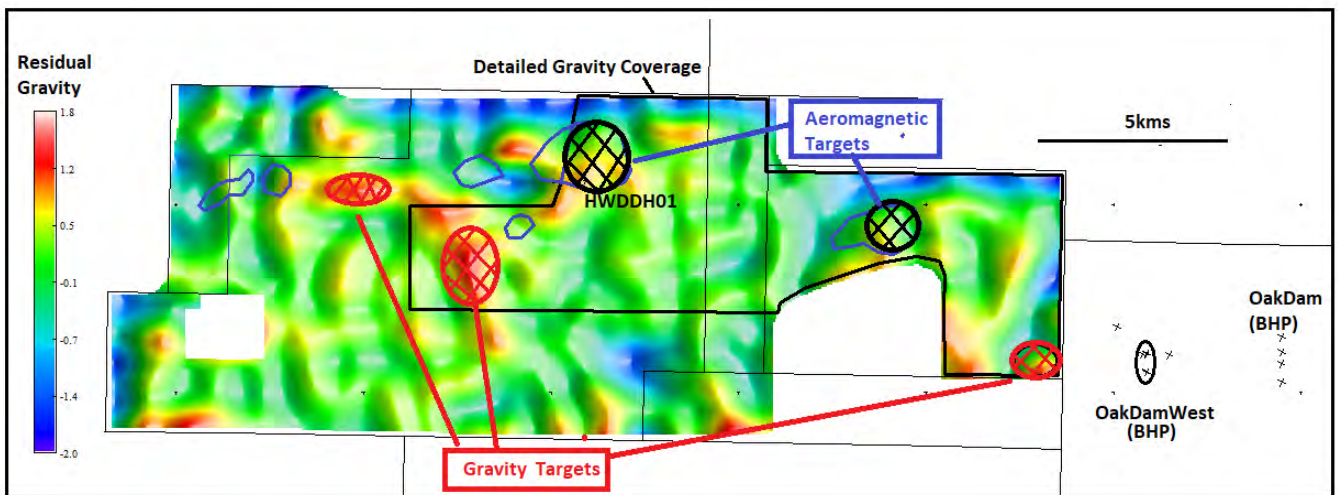 Residual
Gravity
1.8
1.2
0.5
-0.1
-0.7
-1.4
-2.0
Detailed Gravity Coverage
Aeromagnetic
Targets
5kms
HWDDH01
OakDam
(BHP)
OakDamWest
(BHP)
Gravity Targets